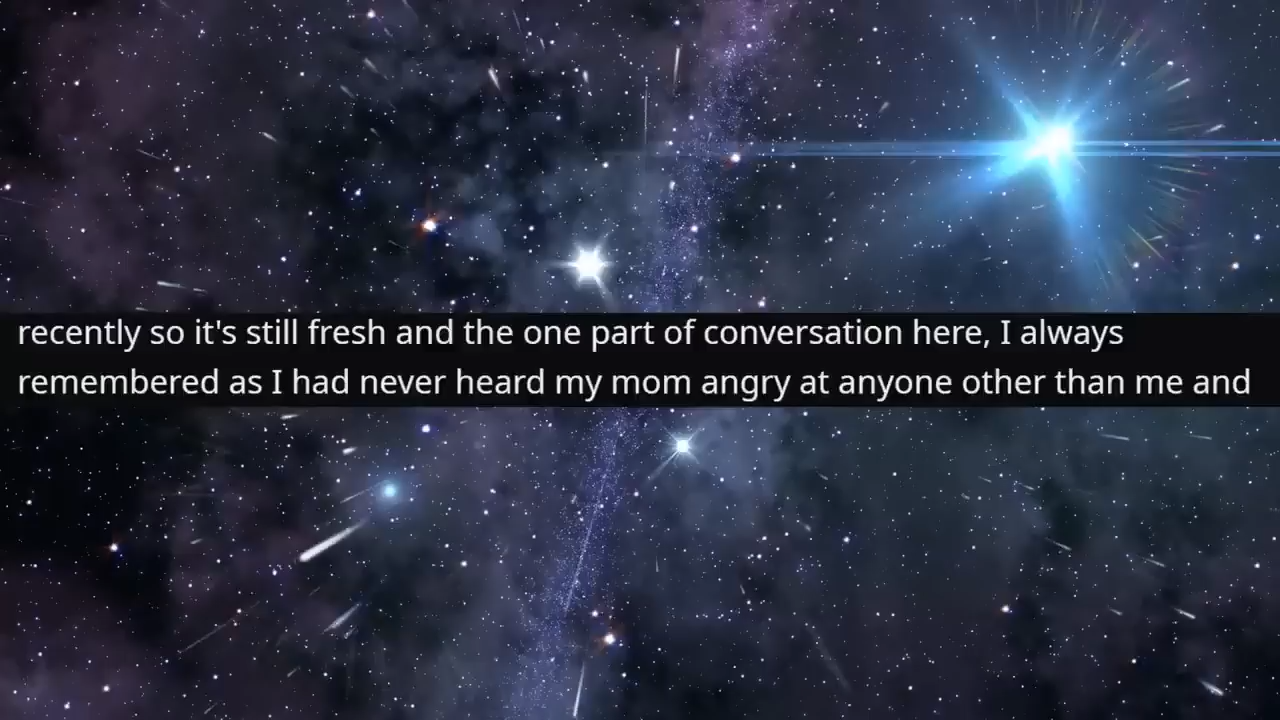 recently so it's still fresh and the one part of conversation here, I always
remembered as I had never heard my mom angry at anyone other than me and